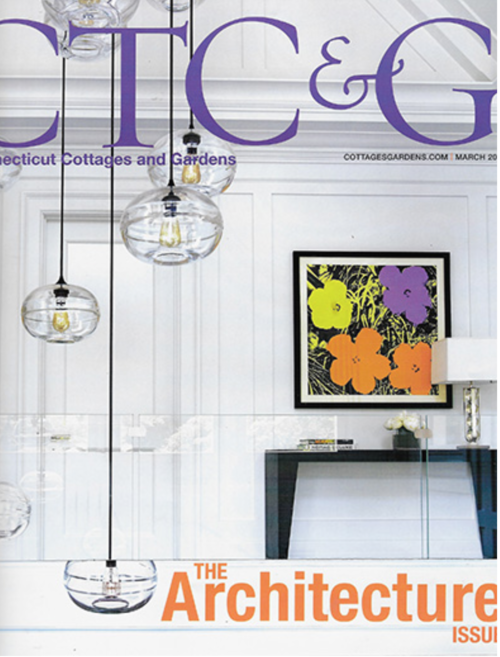 CTC&G
necticut Cottages and Gardens
COTTAGESGARDENS.COM | MARCH 20
THE
Architecture
ISSU